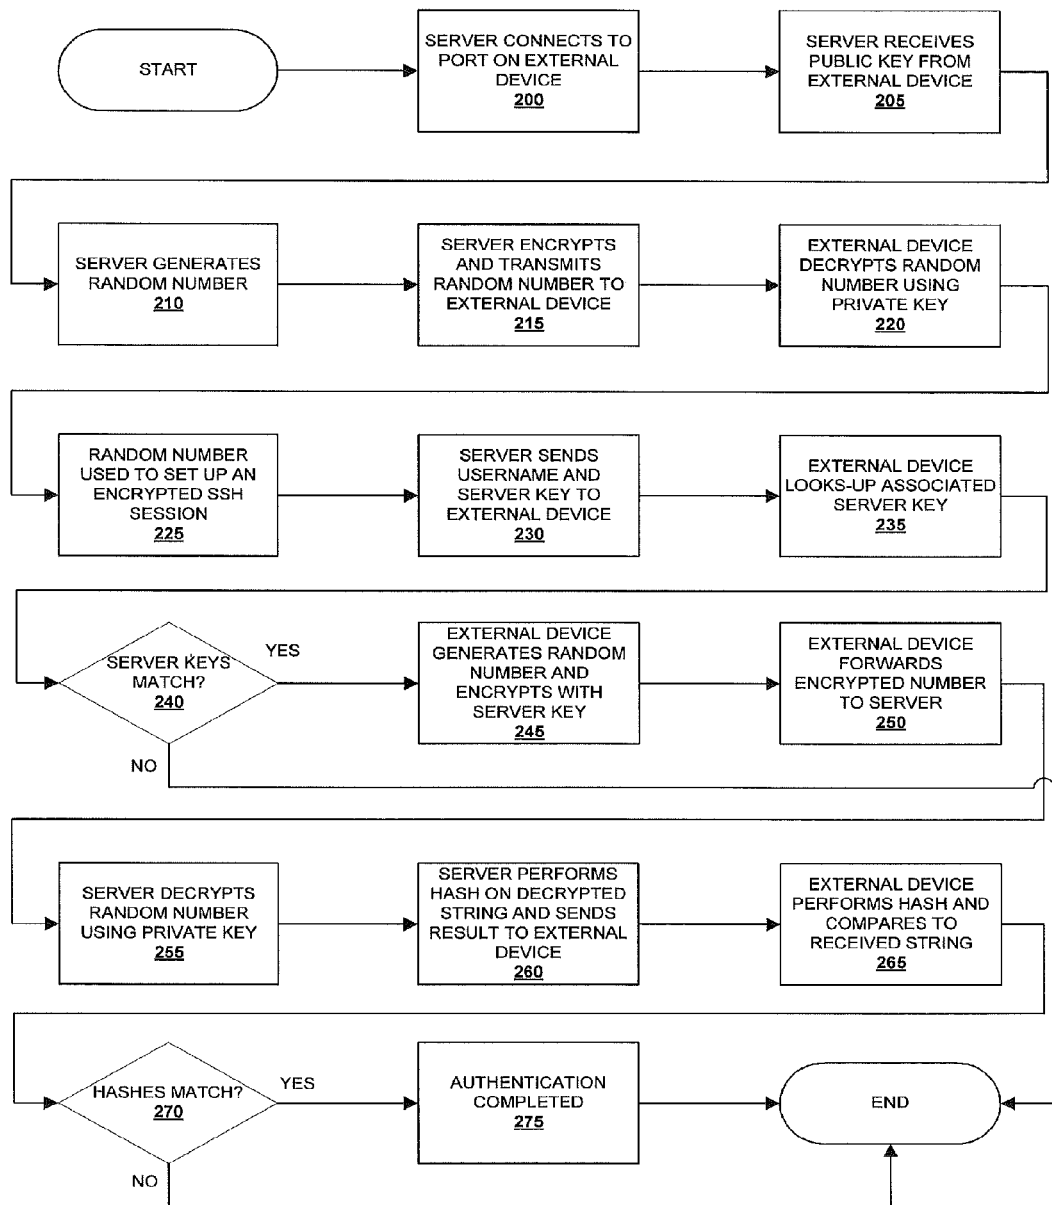 START
SERVER CONNECTS TO
PORT ON EXTERNAL
DEVICE
200
SERVER RECEIVES
PUBLIC KEY FROM
EXTERNAL DEVICE
205
SERVER GENERATES
RANDOM NUMBER
210
SERVER ENCRYPTS
AND TRANSMITS
RANDOM NUMBER TO
EXTERNAL DEVICE
215
EXTERNAL DEVICE
DECRYPTS RANDOM
NUMBER USING
PRIVATE KEY
220
RANDOM NUMBER
USED TO SET UP AN
ENCRYPTED SSH
SESSION
225
SERVER SENDS
USERNAME AND
SERVER KEY TO
EXTERNAL DEVICE
230
EXTERNAL DEVICE
LOOKS-UP ASSOCIATED
SERVER KEY
235
SERVER KEYS
MATCH?
240
YES
NO
EXTERNAL DEVICE
GENERATES RANDOM
NUMBER AND
ENCRYPTS WITH
SERVER KEY
245
EXTERNAL DEVICE
FORWARDS
ENCRYPTED NUMBER
TO SERVER
250
SERVER DECRYPTS
RANDOM NUMBER
USING PRIVATE KEY
255
SERVER PERFORMS
HASH ON DECRYPTED
STRING AND SENDS
RESULT TO EXTERNAL
DEVICE
260
EXTERNAL DEVICE
PERFORMS HASH AND
COMPARES TO
RECEIVED STRING
265
HASHES MATCH?
270
YES
NO
AUTHENTICATION
COMPLETED
275
END